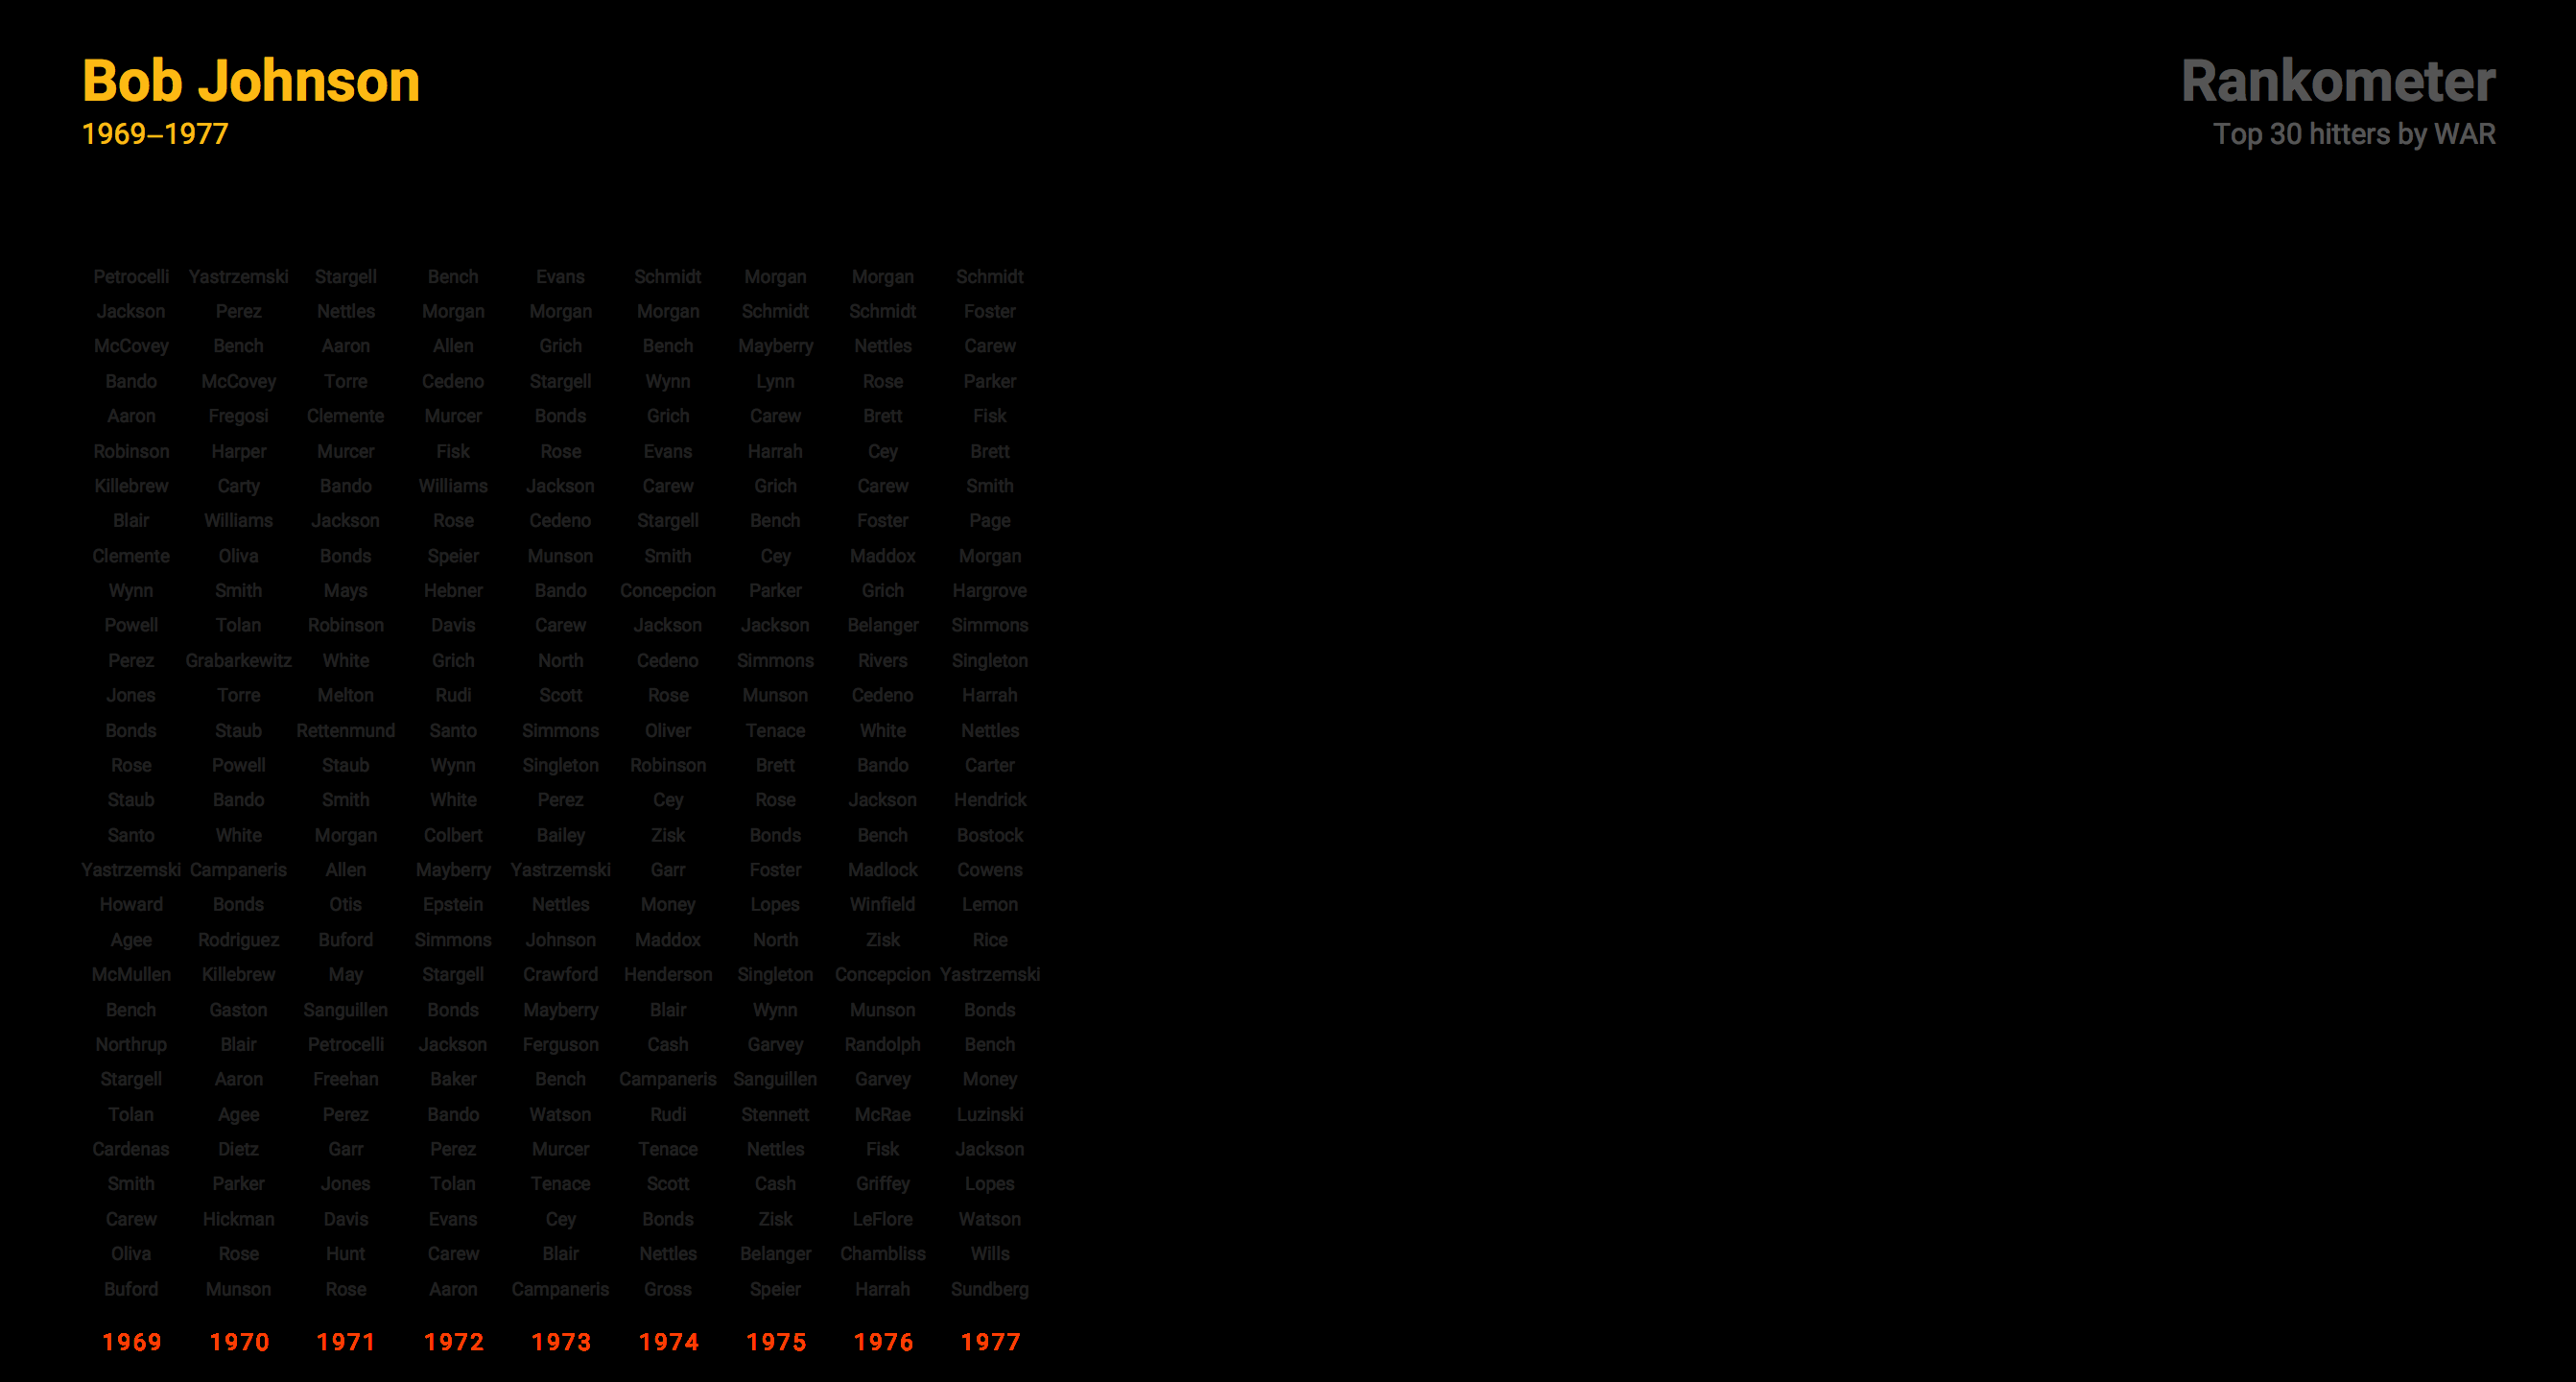 Bob Johnson
1969–1977
Rankometer
Top 30 hitters by WAR
Petrocelli Yastrzemski Stargell Bench Evans Schmidt Morgan Morgan Schmidt
Jackson Perez Nettles Morgan Morgan Morgan Schmidt Schmidt Foster
McCovey Bench Aaron Allen Grich Bench Mayberry Nettles Carew
Bando McCovey Torre Cedeno Stargell Wynn Lynn Rose Parker
Aaron Fregosi Clemente Murcer Bonds Grich Carew Brett Fisk
Robinson Harper Murcer Fisk Rose Evans Harrah Cey Brett
Killebrew Carty Bando Williams Jackson Carew Grich Carew Smith
Blair Williams Jackson Rose Cedeno Stargell Bench Foster Page
Clemente Oliva Bonds Speier Munson Smith Cey Maddox Morgan
Wynn Smith Mays Hebner Bando Concepcion Parker Grich Hargrove
Powell Tolan Robinson Davis Carew Jackson Jackson Belanger Simmons
Perez Grabarkewitz White Grich North Cedeno Simmons Rivers Singleton
Jones Torre Melton Rudi Scott Rose Munson Cedeno Harrah
Bonds Staub Rettenmund Santo Simmons Oliver Tenace White Nettles
Rose Powell Staub Wynn Singleton Robinson Brett Bando Carter
Staub Bando Smith White Perez Cey Rose Jackson Hendrick
Santo White Morgan Colbert Bailey Zisk Bonds Bench Bostock
Yastrzemski Campaneris Allen Mayberry Yastrzemski Garr Foster Madlock Cowens
Howard Bonds Otis Epstein Nettles Money Lopes Winfield Lemon
Agee Rodriguez Buford Simmons Johnson Maddox North Zisk Rice
McMullen Killebrew May Stargell Crawford Henderson Singleton Concepcion Yastrzemski
Bench Gaston Sanguillen Bonds Mayberry Blair Wynn Munson Bonds
Northrup Blair Petrocelli Jackson Ferguson Cash Garvey Randolph Bench
Stargell Aaron Freehan Baker Bench Campaneris Sanguillen Garvey Money
Tolan Agee Perez Bando Watson Rudi Stennett McRae Luzinski
Cardenas Dietz Garr Perez Murcer Tenace Nettles Fisk Jackson
Smith Parker Jones Tolan Tenace Scott Cash Griffey Lopes
Carew Hickman Davis Evans Cey Bonds Zisk LeFlore Watson
Oliva Rose Hunt Carew Blair Nettles Belanger Chambliss Wills
Buford Munson Rose Aaron Campaneris Gross Speier Harrah Sundberg
1969 1970 1971 1972 1973 1974 1975 1976 1977